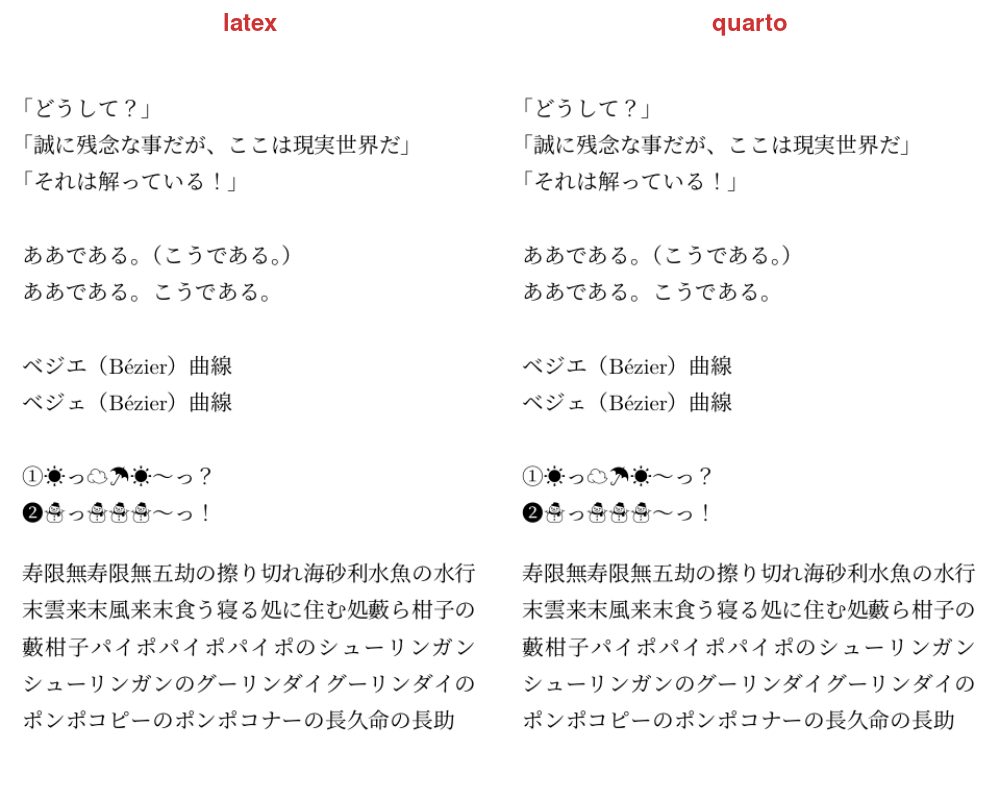 latex
「どうして？」
「誠に残念な事だが、ここは現実世界だ」
「それは解っている！」
ああである。（こうである。）
ああである。こうである。
ベジエ（Bézier）曲線
ベジェ（Bézier）曲線
①☀っ☁☂☀〜っ？
❷☃っ☃☃☃〜っ！
寿限無寿限無五劫の擦り切れ海砂利水魚の水行
末雲来末風来末食う寝る処に住む処藪ら柑子の
藪柑子パイポパイポパイポのシューリンガン
シューリンガンのグーリンダイグーリンダイの
ポンポコピーのポンポコナーの長久命の長助
quarto
「どうして？」
「誠に残念な事だが、ここは現実世界だ」
「それは解っている！」
ああである。（こうである。）
ああである。こうである。
ベジエ（Bézier）曲線
ベジェ（Bézier）曲線
①☀っ☁☂☀〜っ？
❷☃っ☃☃☃〜っ！
寿限無寿限無五劫の擦り切れ海砂利水魚の水行
末雲来末風来末食う寝る処に住む処藪ら柑子の
藪柑子パイポパイポパイポのシューリンガン
シューリンガンのグーリンダイグーリンダイの
ポンポコピーのポンポコナーの長久命の長助